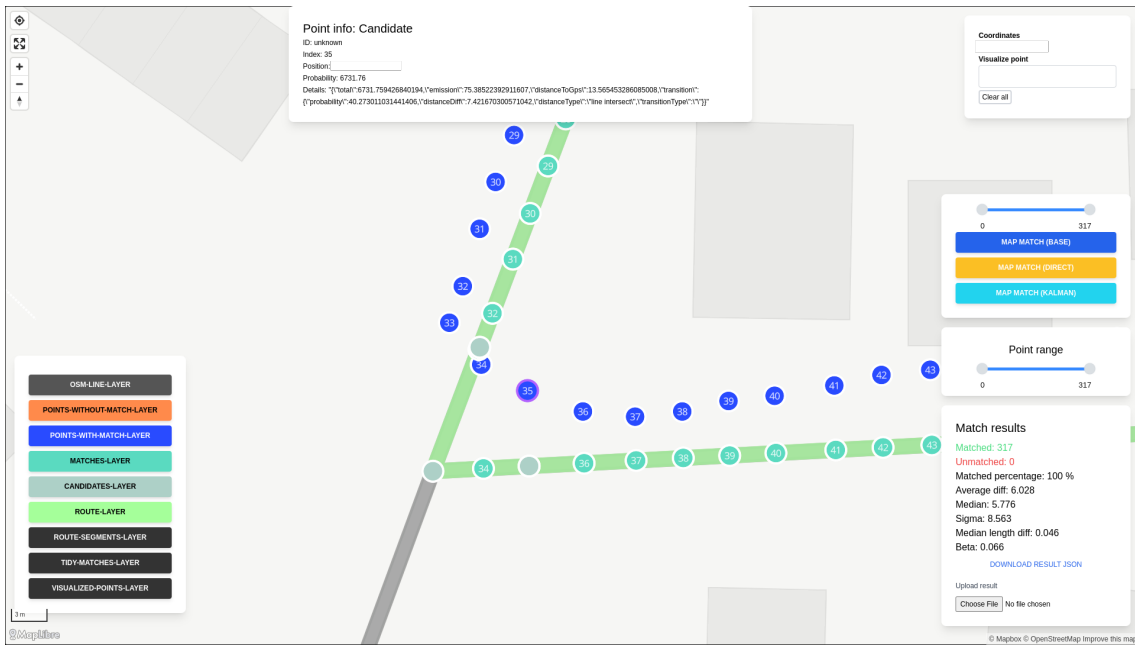 Point info: Candidate
ID: unknown
Index: 35
Position:
Probability: 6731.76
Details: "{\"total\":6731.759426840194,\"emission\":75.38522392911607,\"distanceToGps\":13.565453286085008,\"transition\":
{\"probability\":40.273011031441406,\"distanceDiff\":7.421670300571042,\"distanceType\":\"line intersect\",\"transitionType\":\"\"}}"
Coordinates
Visualize point
Clear all
29
29
30
30
31
31
32
32
33
34
35
36
37
38
39
40
41
42
43
34
36
37
38
39
40
41
42
43
0 317
MAP MATCH (BASE)
MAP MATCH (DIRECT)
MAP MATCH (KALMAN)
Point range
0 317
OSM-LINE-LAYER
POINTS-WITHOUT-MATCH-LAYER
POINTS-WITH-MATCH-LAYER
MATCHES-LAYER
CANDIDATES-LAYER
ROUTE-LAYER
ROUTE-SEGMENTS-LAYER
TIDY-MATCHES-LAYER
VISUALIZED-POINTS-LAYER
Match results
Matched: 317
Unmatched: 0
Matched percentage: 100 %
Average diff: 6.028
Median: 5.776
Sigma: 8.563
Median length diff: 0.046
Beta: 0.066
DOWNLOAD RESULT JSON
Upload result
Choose File No file chosen
3 m
MapLibre
© Mapbox © OpenStreetMap Improve this map